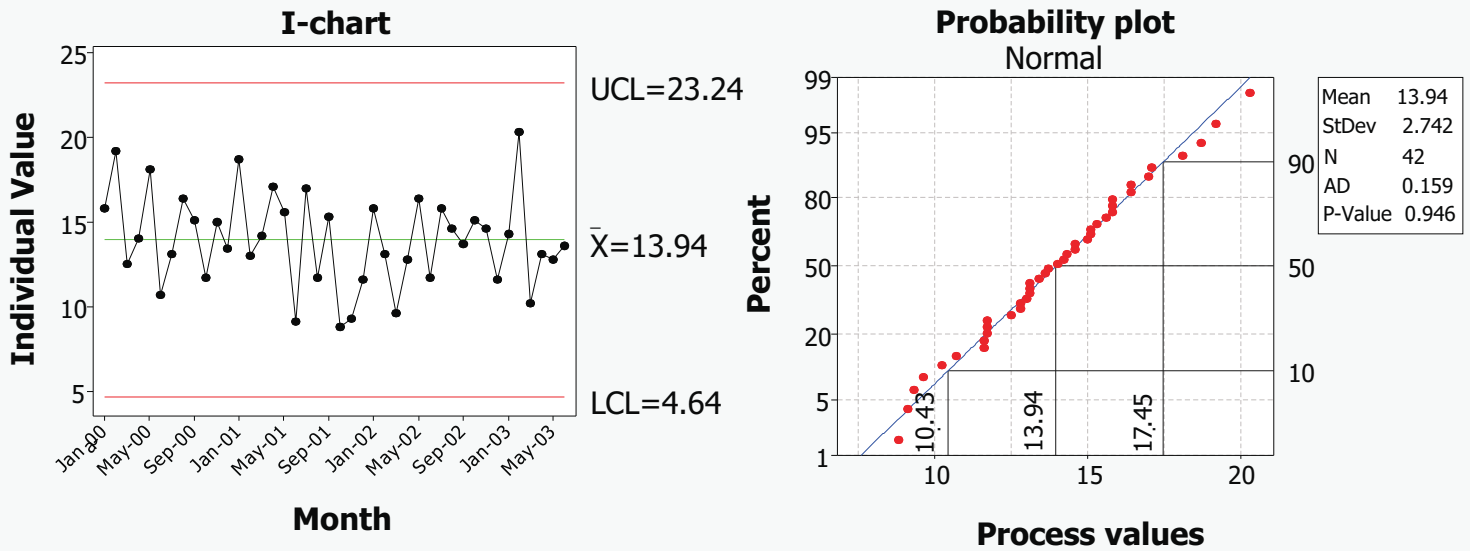 I-chart
Individual Value
25
20
15
10
5
UCL=23.24
X̄=13.94
LCL=4.64
Jan-00
May-00
Sep-00
Jan-01
May-01
Sep-01
Jan-02
May-02
Sep-02
Jan-03
May-03
Month
Probability plot
Normal
Percent
99
95
80
50
20
5
1
90
50
10
10.43
13.94
17.45
10
15
20
Process values
Mean 13.94
StDev 2.742
N 42
AD 0.159
P-Value 0.946